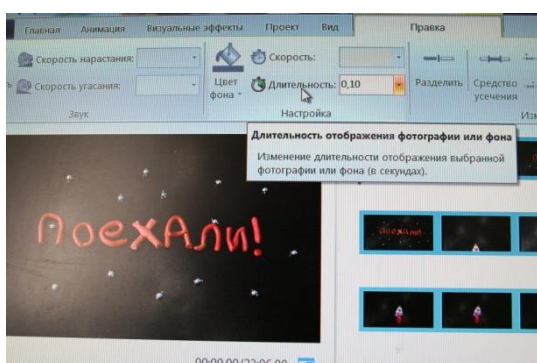 Главная Анимация Визуальные эффекты Проект Вид Правка
Скорость нарастания:
Скорость угасания:
Звук
Цвет фона
Скорость:
Длительность: 0,10
Настройка
Разделить
Средство усечения
Длительность отображения фотографии или фона
Изменение длительности отображения выбранной
фотографии или фона (в секундах).
ПоехАли!
ПоехАли!